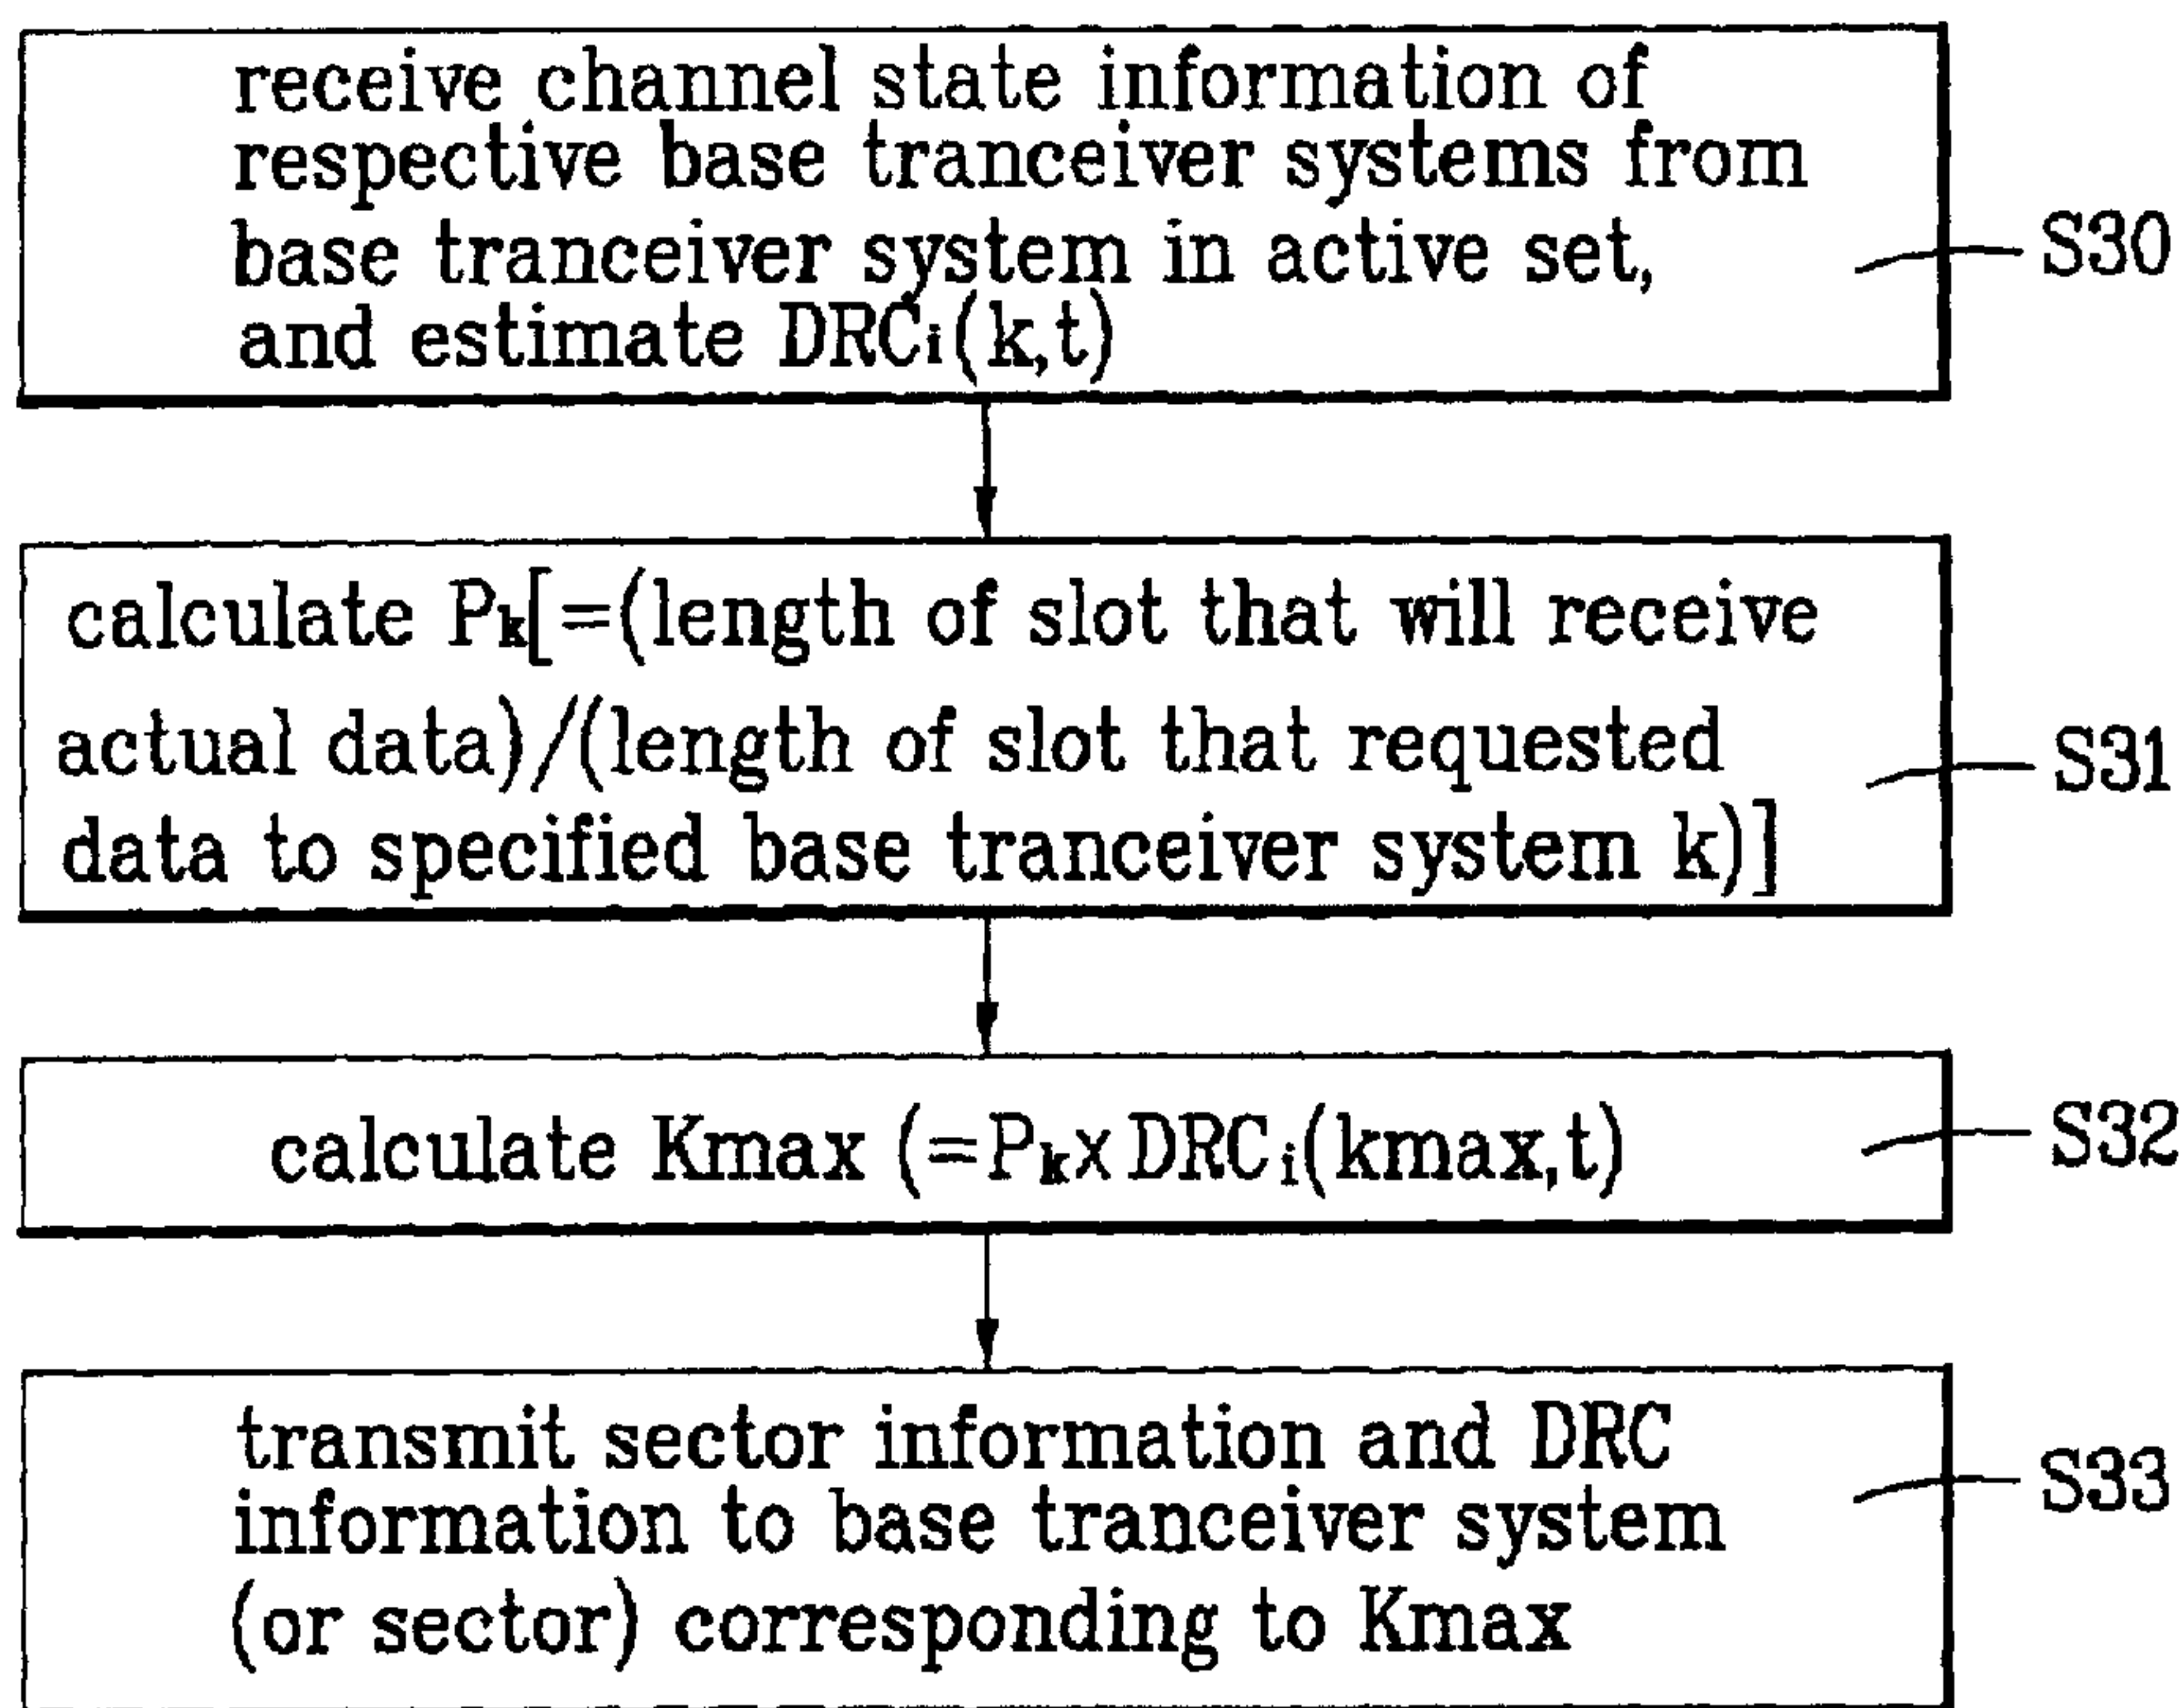 receive channel state information of
respective base tranceiver systems from
base tranceiver system in active set,
and estimate DRCi(k,t)
S30
calculate Pk[=(length of slot that will receive
actual data)/(length of slot that requested
data to specified base tranceiver system k)]
S31
calculate Kmax (=Pk x DRCi(kmax,t)
S32
transmit sector information and DRC
information to base tranceiver system
(or sector) corresponding to Kmax
S33